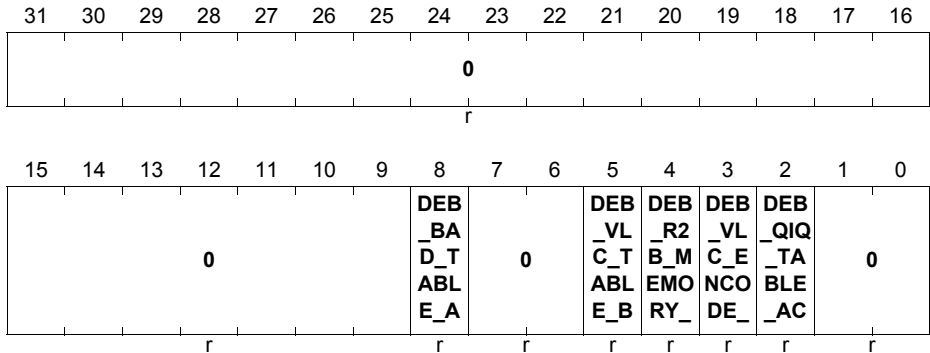 31 30 29 28 27 26 25 24 23 22 21 20 19 18 17 16
0
r
15 14 13 12 11 10 9 8 7 6 5 4 3 2 1 0
DEB DEB DEB DEB DEB
_BA _VL _R2 _VL _QIQ
0 D_T 0 C_T B_M C_E _TA 0
ABL ABL EMO NCO BLE
E_A E_B RY_ DE_ _AC
r r r r r r r r